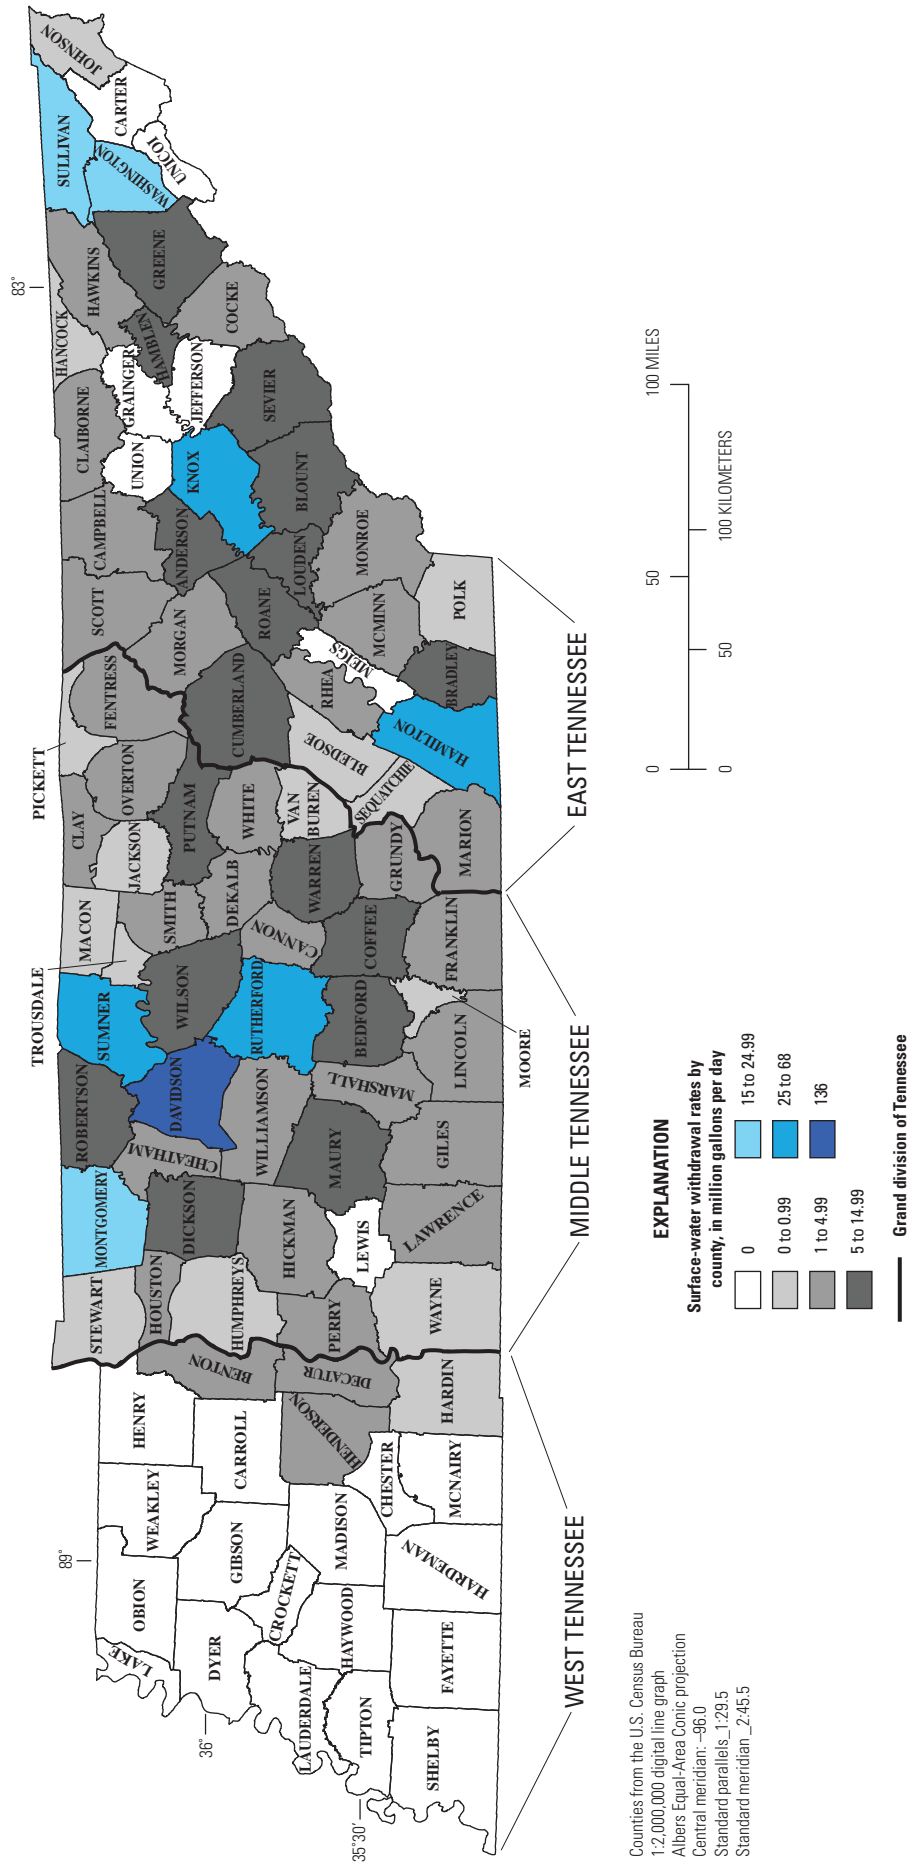 83°
89°
36°
35°30'
JOHNSON
SULLIVAN
CARTER
WASHINGTON
UNICOI
HANCOCK
HAWKINS
GREENE
CLAIBORNE
GRAINGER
HAMBLEN
COCKE
UNION
JEFFERSON
CAMPBELL
KNOX
SEVIER
ANDERSON
BLOUNT
SCOTT
LOUDEN
MONROE
MORGAN
ROANE
MCMINN
POLK
MEIGS
BRADLEY
RHEA
HAMILTON
PICKETT
FENTRESS
CUMBERLAND
BLEDSOE
SEQUATCHIE
CLAY
OVERTON
PUTNAM
WHITE
VAN
BUREN
MARION
JACKSON
GRUNDY
WARREN
DEKALB
SMITH
MACON
TROUSDALE
CANNON
COFFEE
FRANKLIN
SUMNER
WILSON
RUTHERFORD
BEDFORD
MOORE
LINCOLN
ROBERTSON
DAVIDSON
WILLIAMSON
MARSHALL
CHEATHAM
MAURY
GILES
MONTGOMERY
DICKSON
HICKMAN
LEWIS
LAWRENCE
STEWART
HOUSTON
HUMPHREYS
PERRY
WAYNE
BENTON
DECATUR
HARDIN
HENRY
CARROLL
HENDERSON
CHESTER
MCNAIRY
WEAKLEY
GIBSON
MADISON
HARDEMAN
OBION
CROCKETT
HAYWOOD
FAYETTE
LAKE
DYER
LAUDERDALE
TIPTON
SHELBY
WEST TENNESSEE
MIDDLE TENNESSEE
EAST TENNESSEE
0
50
100 MILES
0
50
100 KILOMETERS
EXPLANATION
Surface-water withdrawal rates by
county, in million gallons per day
0
0 to 0.99
1 to 4.99
5 to 14.99
15 to 24.99
25 to 68
136
Grand division of Tennessee
Counties from the U.S. Census Bureau
1:2,000,000 digital line graph
Albers Equal-Area Conic projection
Central meridian: –96.0
Standard parallels_1:29.5
Standard meridian_2:45.5